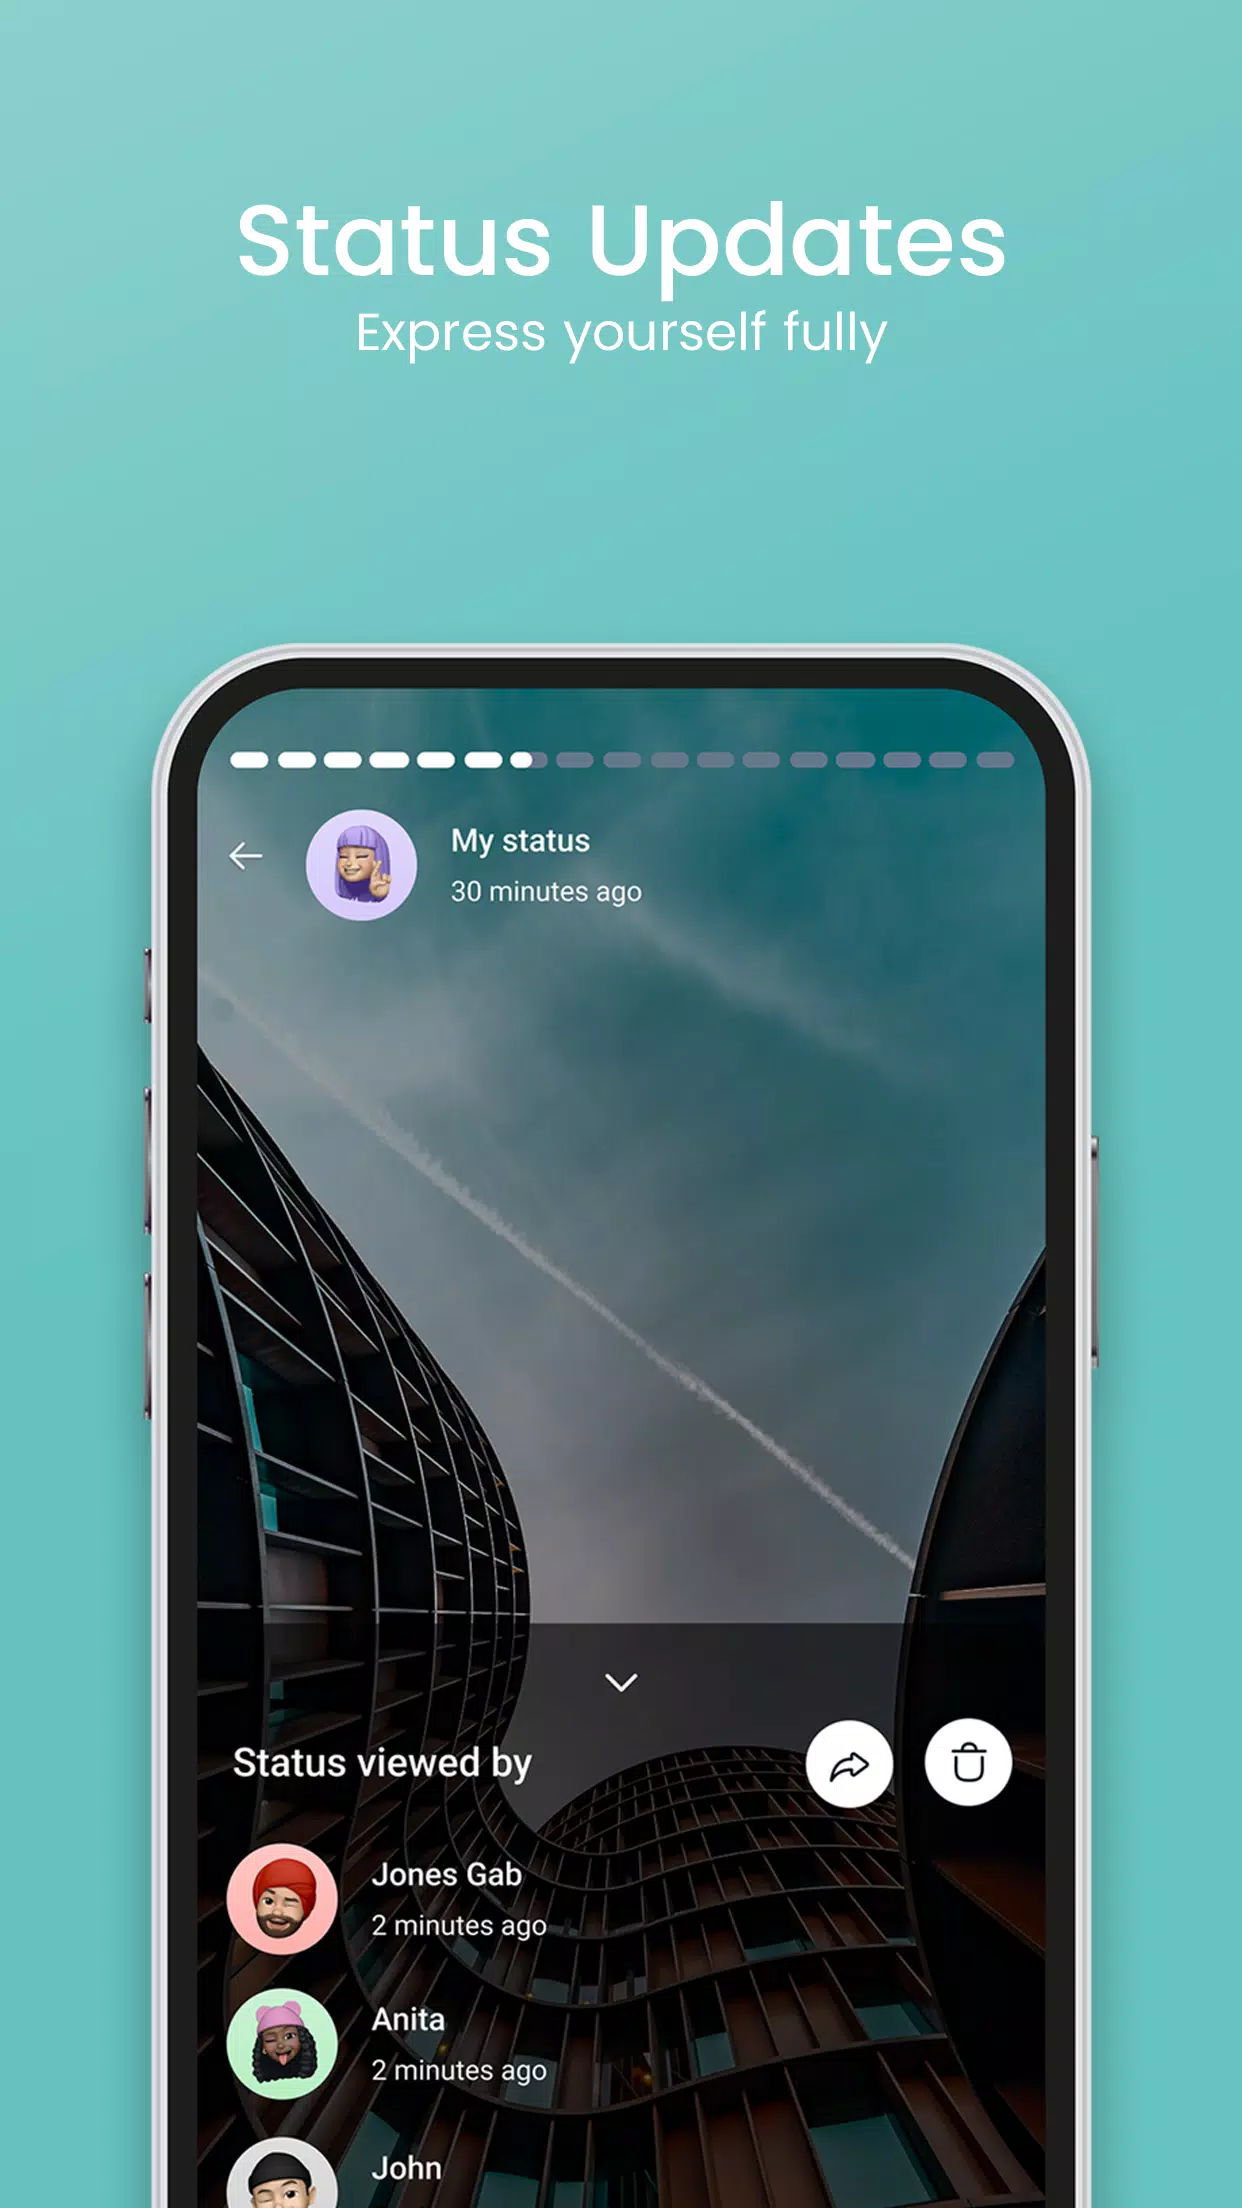 Status Updates
Express yourself fully
My status
30 minutes ago
Status viewed by
Jones Gab
2 minutes ago
Anita
2 minutes ago
John